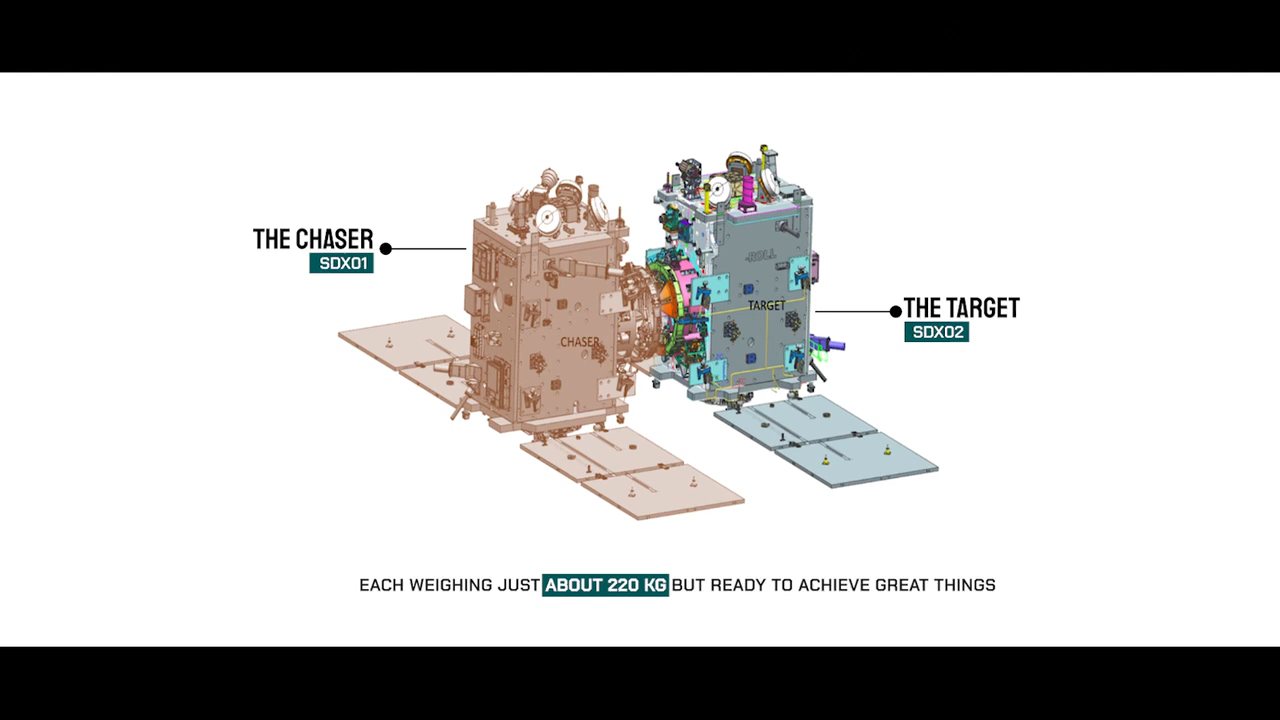 THE CHASER
SDX01
CHASER
-ROLL
TARGET
THE TARGET
SDX02
EACH WEIGHING JUST ABOUT 220 KG BUT READY TO ACHIEVE GREAT THINGS